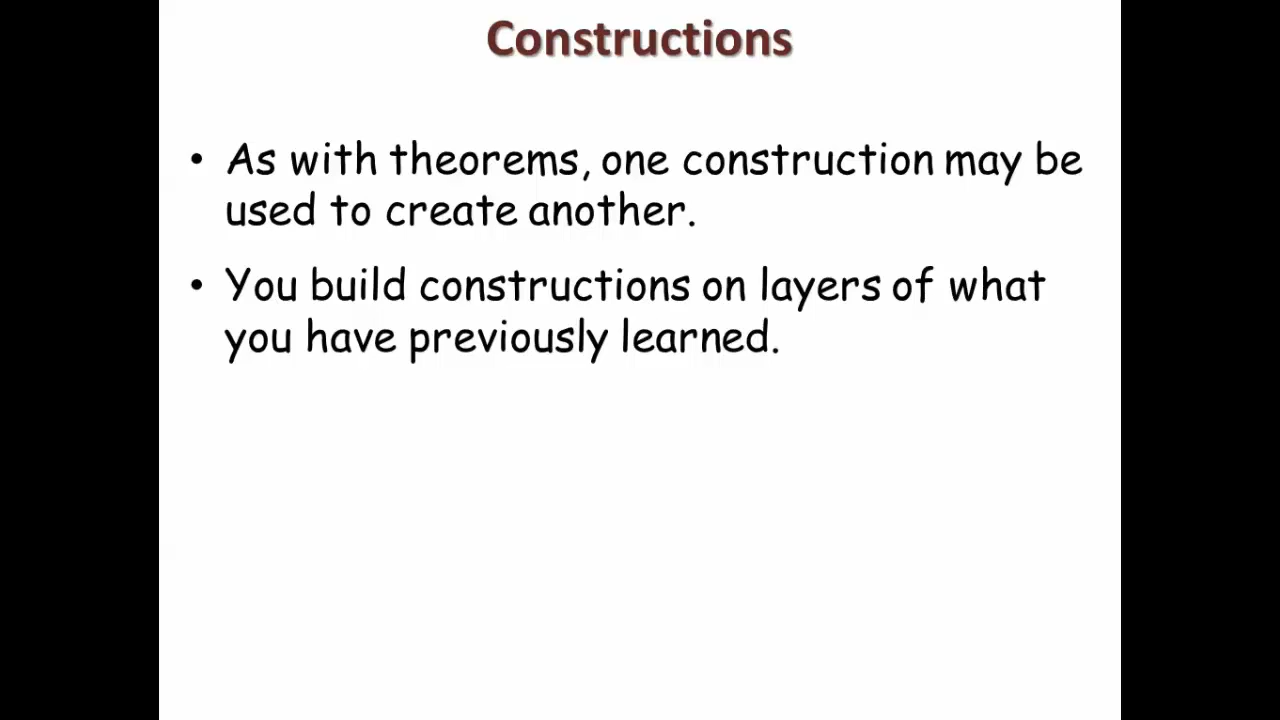 Constructions
• As with theorems, one construction may be
used to create another.
• You build constructions on layers of what
you have previously learned.